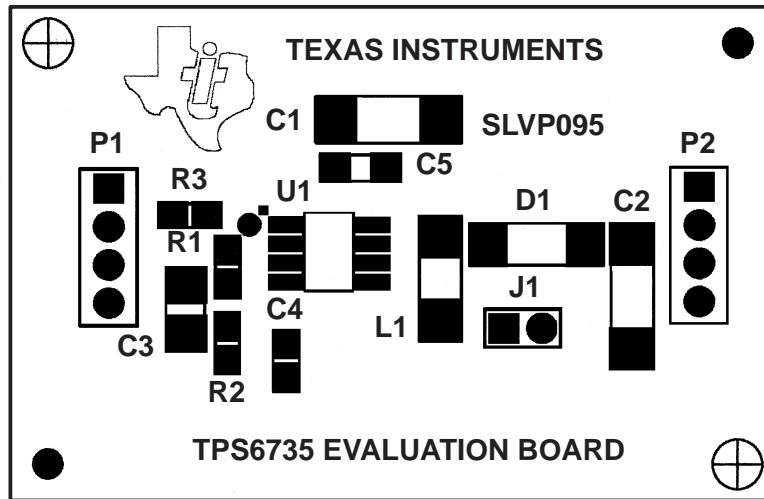 TEXAS INSTRUMENTS
C1
SLVP095
P1
P2
C5
R3
U1
D1
C2
R1
J1
C4
L1
C3
R2
TPS6735 EVALUATION BOARD